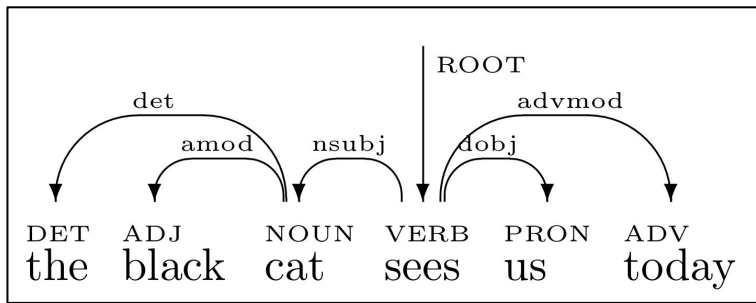 ROOT
det advmod
amod nsubj dobj
DET ADJ NOUN VERB PRON ADV
the black cat sees us today